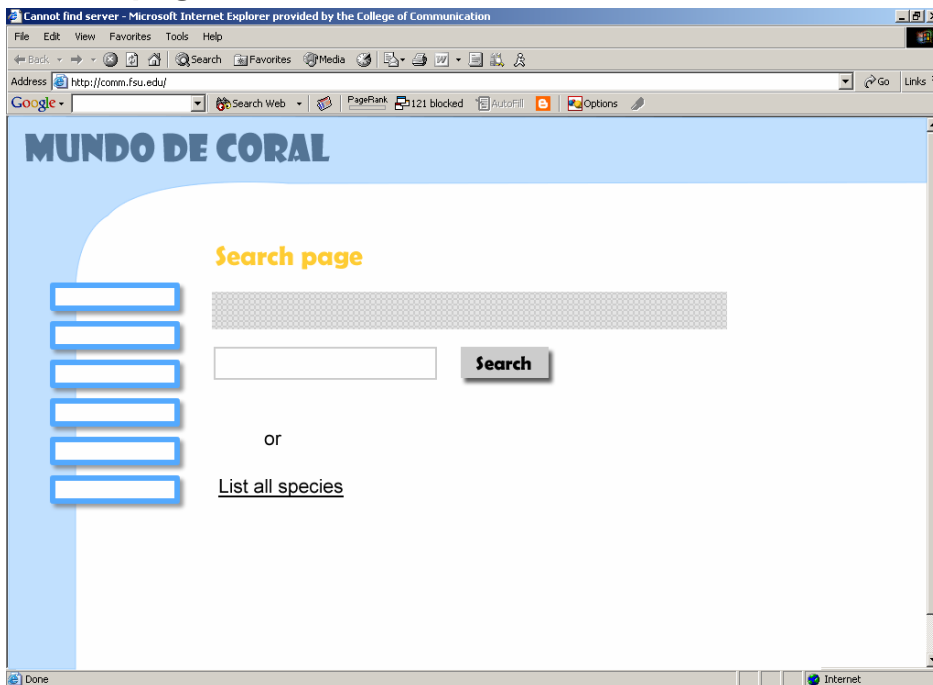 Cannot find server - Microsoft Internet Explorer provided by the College of Communication
File Edit View Favorites Tools Help
Back Search Favorites Media
Address http://comm.fsu.edu/ Go Links
Google Search Web PageRank 121 blocked AutoFill Options
MUNDO DE CORAL
Search page
Search
or
List all species
Done Internet